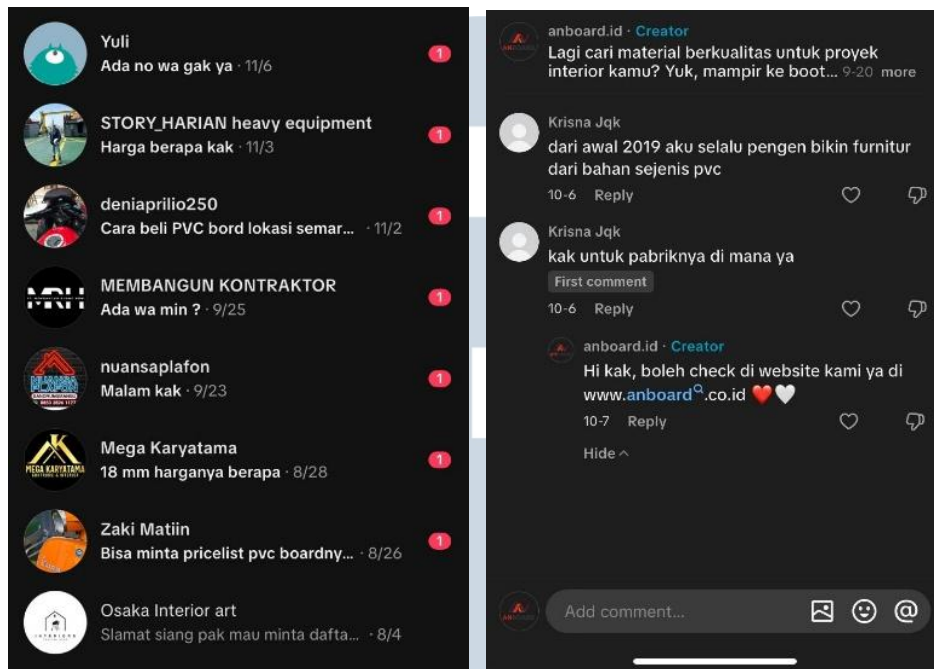 Yuli
Ada no wa gak ya · 11/6
1
STORY_HARIAN heavy equipment
Harga berapa kak · 11/3
1
deniaprilio250
Cara beli PVC bord lokasi semar... · 11/2
1
MRH
MEMBANGUN KONTRAKTOR
Ada wa min ? · 9/25
1
nuansaplafon
Malam kak · 9/23
1
MEGA KARYATAMA
Mega Karyatama
18 mm harganya berapa · 8/28
1
Zaki Matiin
Bisa minta pricelist pvc boardny... · 8/26
1
Osaka Interior art
Slamat siang pak mau minta dafta... · 8/4
anboard.id · Creator
Lagi cari material berkualitas untuk proyek
interior kamu? Yuk, mampir ke boot... 9-20 more
Krisna Jqk
dari awal 2019 aku selalu pengen bikin furnitur
dari bahan sejenis pvc
10-6 Reply
Krisna Jqk
kak untuk pabriknya di mana ya
First comment
10-6 Reply
anboard.id · Creator
Hi kak, boleh check di website kami ya di
www.anboard.co.id ❤️🤍
10-7 Reply
Hide
Add comment...